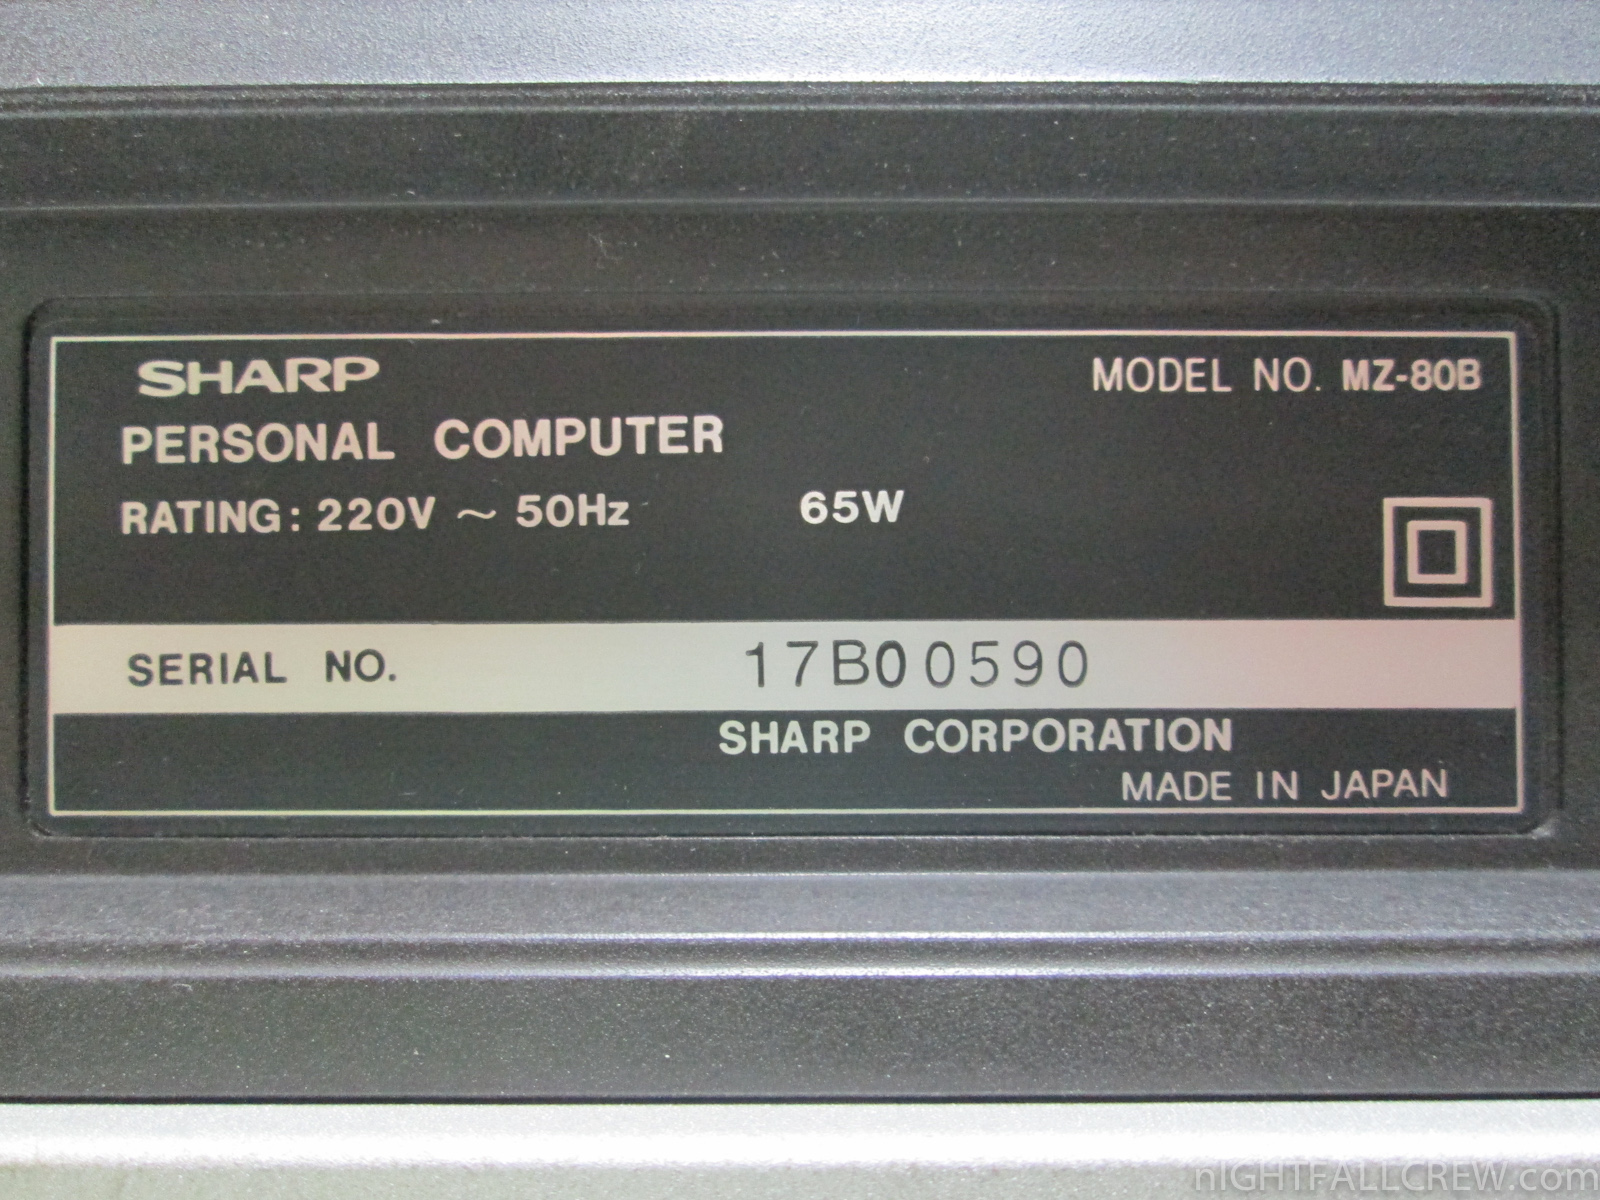 SHARP MODEL NO. MZ-80B
PERSONAL COMPUTER
RATING: 220V ~ 50Hz 65W
SERIAL NO. 17B00590
SHARP CORPORATION
MADE IN JAPAN
nIGHTFALLCREW.com